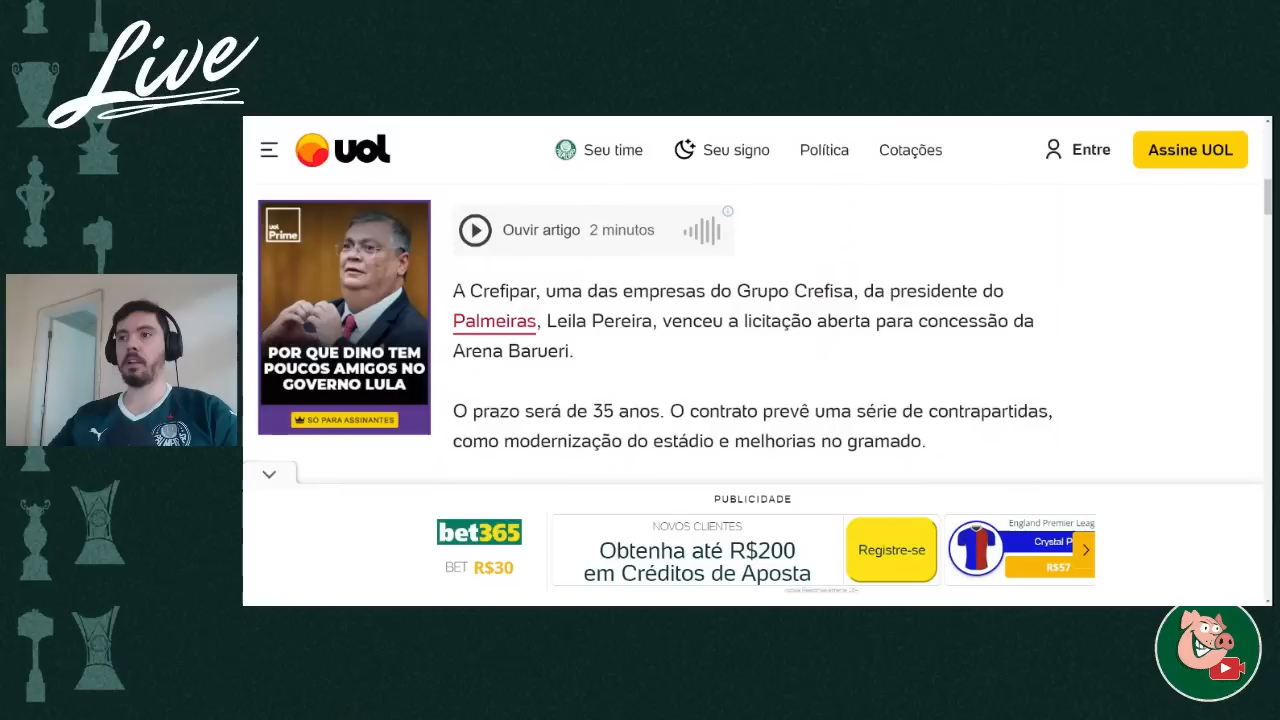 Live
uol
Seu time
Seu signo
Política
Cotações
Entre
Assine UOL
uol
Prime
POR QUE DINO TEM
POUCOS AMIGOS NO
GOVERNO LULA
SÓ PARA ASSINANTES
Ouvir artigo 2 minutos
A Crefipar, uma das empresas do Grupo Crefisa, da presidente do
Palmeiras, Leila Pereira, venceu a licitação aberta para concessão da
Arena Barueri.
O prazo será de 35 anos. O contrato prevê uma série de contrapartidas,
como modernização do estádio e melhorias no gramado.
PUBLICIDADE
bet365
BET R$30
NOVOS CLIENTES
Obtenha até R$200
em Créditos de Aposta
Registre-se
England Premier Leag
Crystal P
R$57